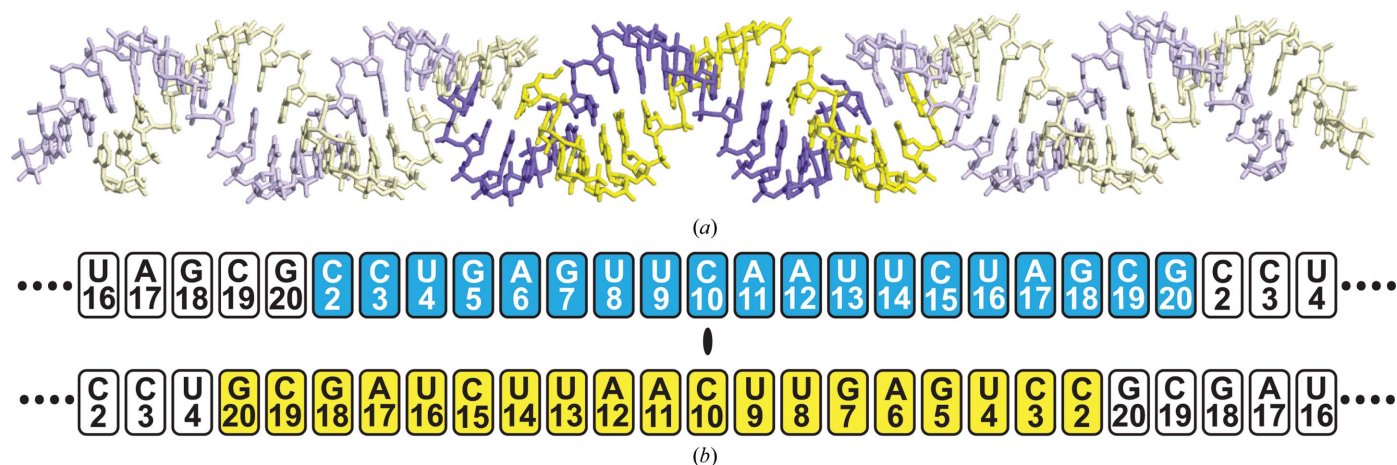 (a)
U A G C G C C U G A G U U C A A U U C U A G C G C C U
16 17 18 19 20 2 3 4 5 6 7 8 9 10 11 12 13 14 15 16 17 18 19 20 2 3 4
C C U G C G A U C U U A A C U U G A G U C C G C G A U
2 3 4 20 19 18 17 16 15 14 13 12 11 10 9 8 7 6 5 4 3 2 20 19 18 17 16
(b)